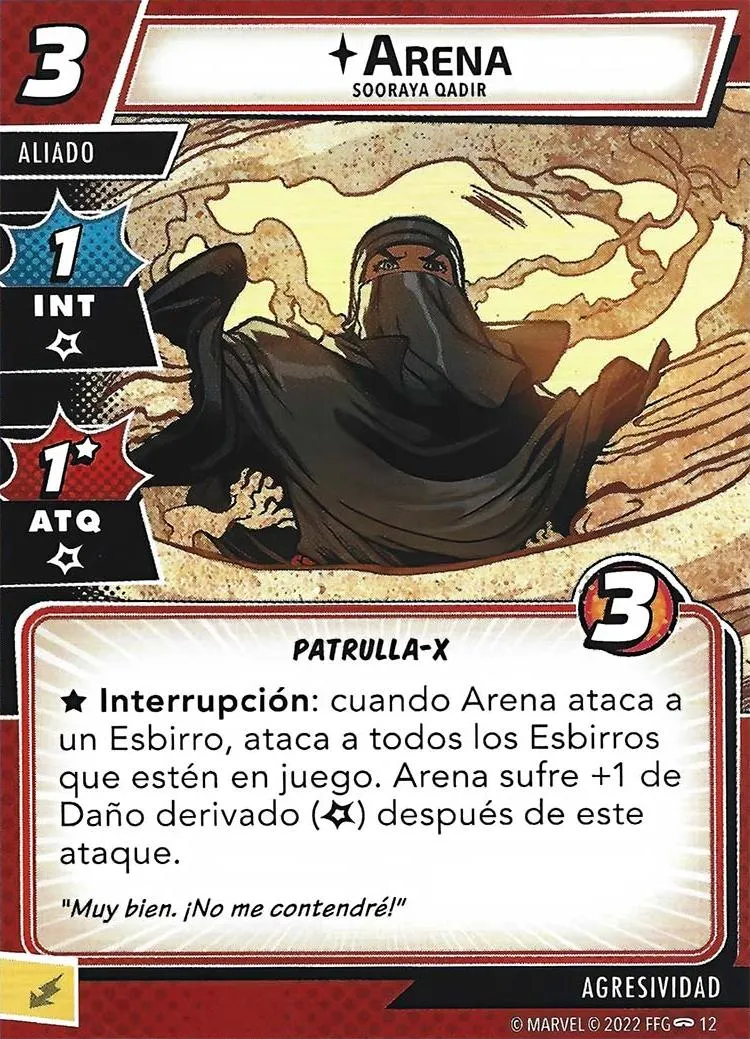 3
ARENA
SOORAYA QADIR
ALIADO
1
INT
1
ATQ
3
PATRULLA-X
★ Interrupción: cuando Arena ataca a
un Esbirro, ataca a todos los Esbirros
que estén en juego. Arena sufre +1 de
Daño derivado (✧) después de este
ataque.
"Muy bien. ¡No me contendré!"
AGRESIVIDAD
© MARVEL © 2022 FFG 12